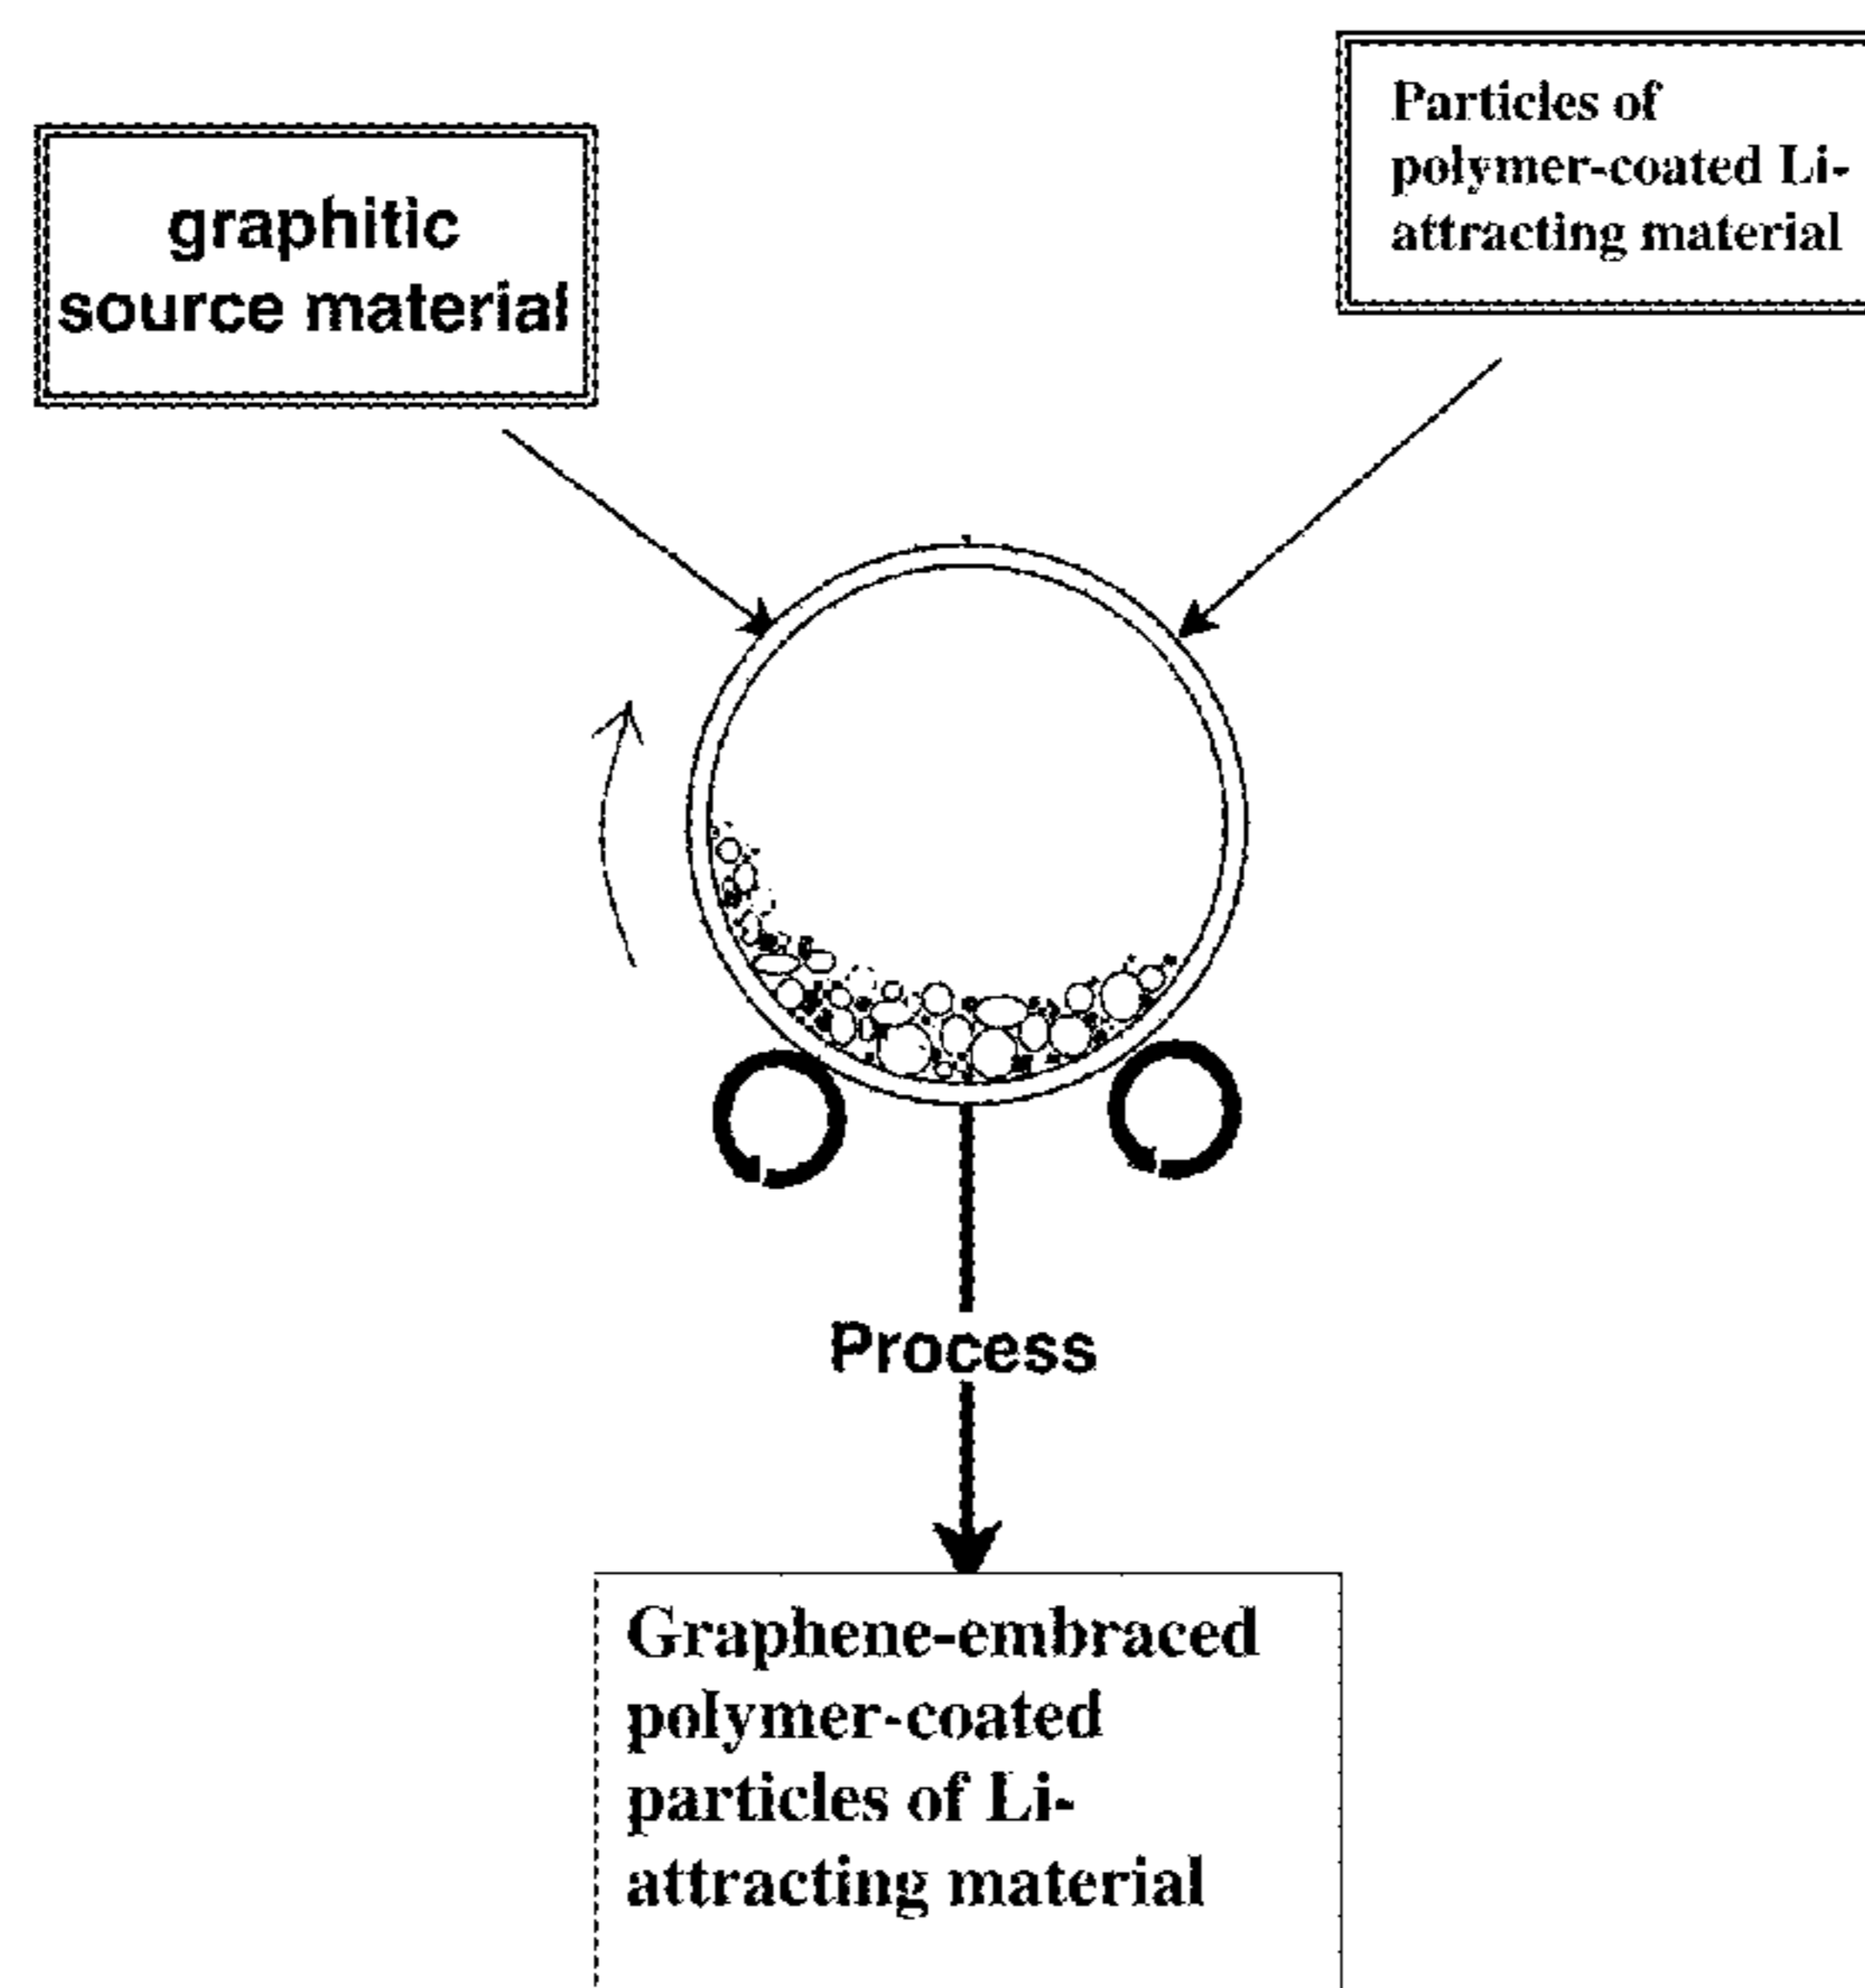 graphitic
source material
Particles of
polymer-coated Li-
attracting material
Process
Graphene-embraced
polymer-coated
particles of Li-
attracting material